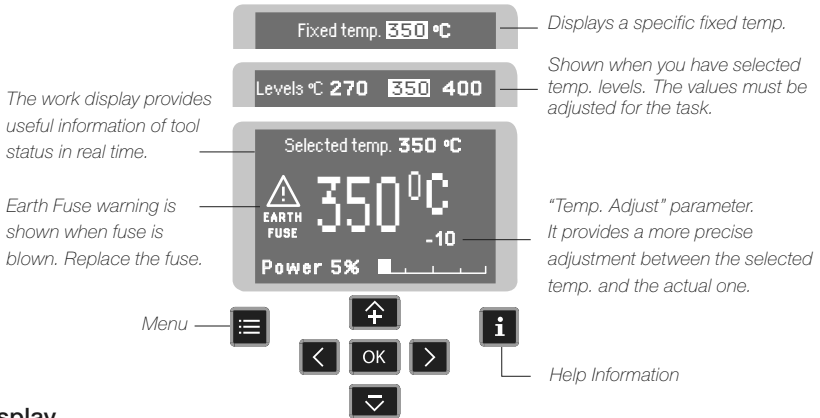 Fixed temp. 350 ºC
Displays a specific fixed temp.
Levels ºC 270 350 400
Shown when you have selected
temp. levels. The values must be
adjusted for the task.
The work display provides
useful information of tool
status in real time.
Selected temp. 350 ºC
350ºC
EARTH
FUSE
-10
Power 5%
Earth Fuse warning is
shown when fuse is
blown. Replace the fuse.
“Temp. Adjust” parameter.
It provides a more precise
adjustment between the selected
temp. and the actual one.
Menu
OK
i
Help Information